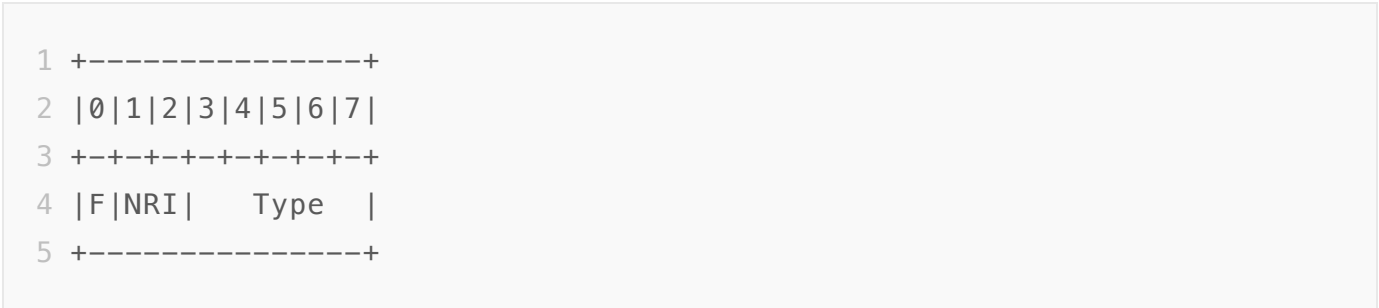 1 +---------------+
2 |0|1|2|3|4|5|6|7|
3 +-+-+-+-+-+-+-+-+
4 |F|NRI|   Type  |
5 +---------------+